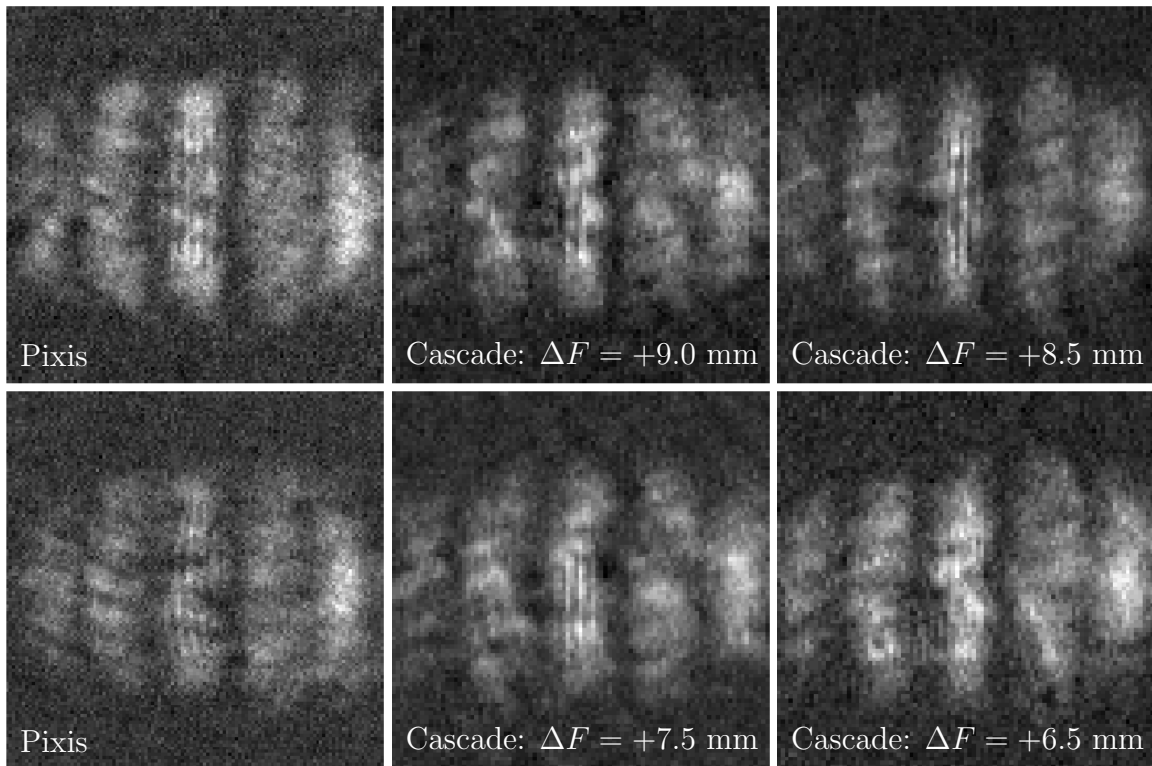 Pixis
Cascade: ΔF = +9.0 mm
Cascade: ΔF = +8.5 mm
Pixis
Cascade: ΔF = +7.5 mm
Cascade: ΔF = +6.5 mm